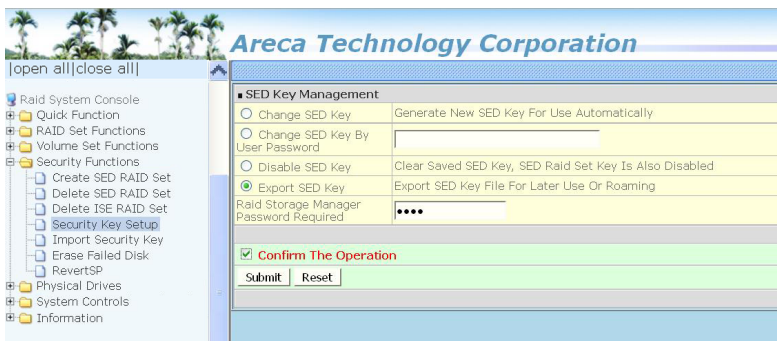 Areca Technology Corporation
|open all|close all|
Raid System Console
Quick Function
RAID Set Functions
Volume Set Functions
Security Functions
Create SED RAID Set
Delete SED RAID Set
Delete ISE RAID Set
Security Key Setup
Import Security Key
Erase Failed Disk
RevertSP
Physical Drives
System Controls
Information
SED Key Management
Change SED Key Generate New SED Key For Use Automatically
Change SED Key By
User Password
Disable SED Key Clear Saved SED Key, SED Raid Set Key Is Also Disabled
Export SED Key Export SED Key File For Later Use Or Roaming
Raid Storage Manager
Password Required ●●●●
Confirm The Operation
Submit Reset